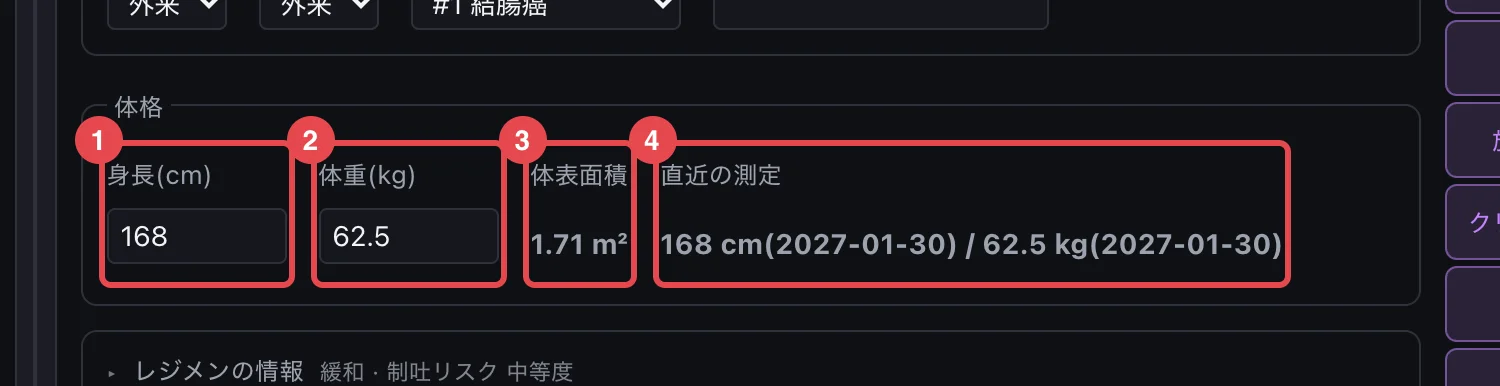 外来 外来 #1 結腸癌
体格
1 2 3 4
身長(cm) 体重(kg) 体表面積 直近の測定
168 62.5 1.71 m² 168 cm(2027-01-30) / 62.5 kg(2027-01-30)
レジメンの情報 緩和・制吐リスク 中等度